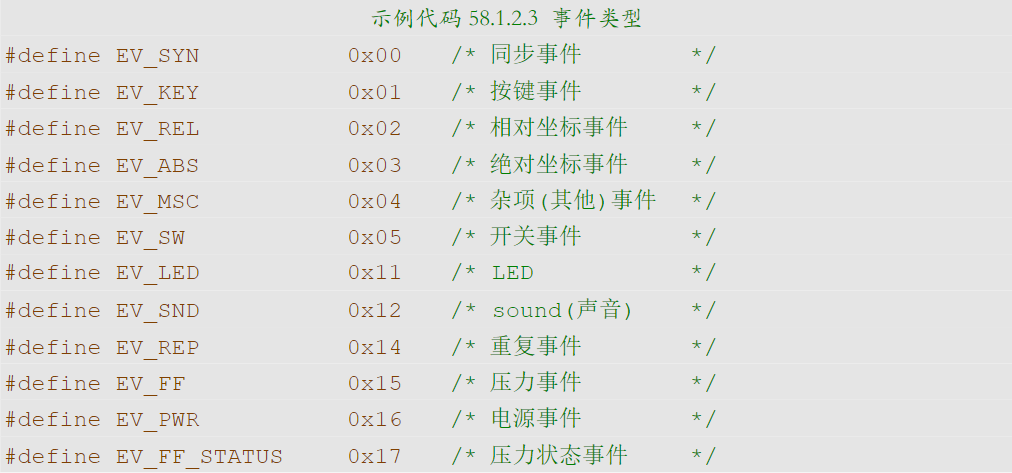 示例代码 58.1.2.3 事件类型
#define EV_SYN 0x00 /* 同步事件 */
#define EV_KEY 0x01 /* 按键事件 */
#define EV_REL 0x02 /* 相对坐标事件 */
#define EV_ABS 0x03 /* 绝对坐标事件 */
#define EV_MSC 0x04 /* 杂项(其他)事件 */
#define EV_SW 0x05 /* 开关事件 */
#define EV_LED 0x11 /* LED */
#define EV_SND 0x12 /* sound(声音) */
#define EV_REP 0x14 /* 重复事件 */
#define EV_FF 0x15 /* 压力事件 */
#define EV_PWR 0x16 /* 电源事件 */
#define EV_FF_STATUS 0x17 /* 压力状态事件 */